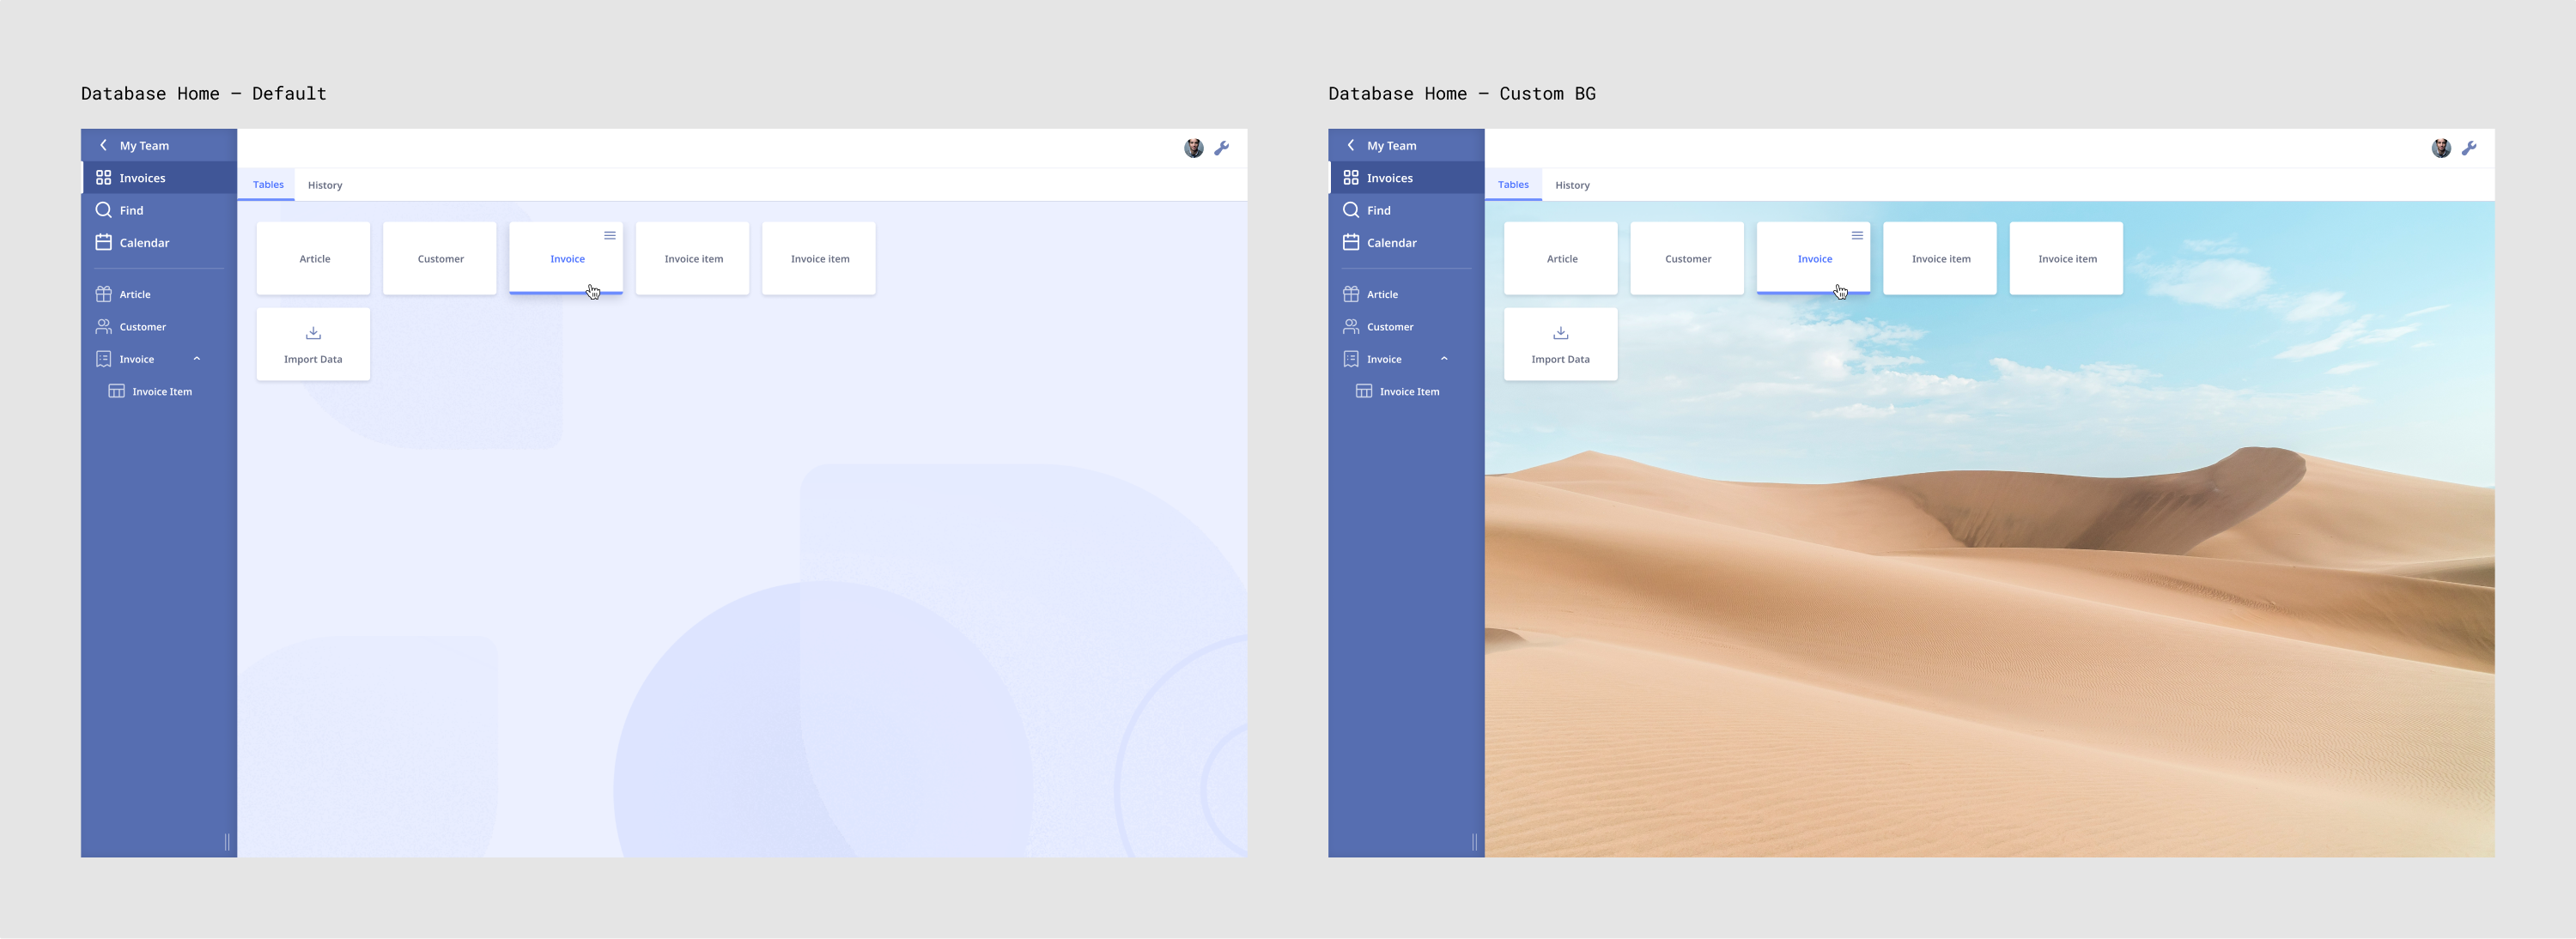 Database Home – Default
My Team
Invoices
Find
Calendar
Article
Customer
Invoice
Invoice Item
Tables
History
Article
Customer
Invoice
Invoice item
Invoice item
Import Data
Database Home – Custom BG
My Team
Invoices
Find
Calendar
Article
Customer
Invoice
Invoice Item
Tables
History
Article
Customer
Invoice
Invoice item
Invoice item
Import Data